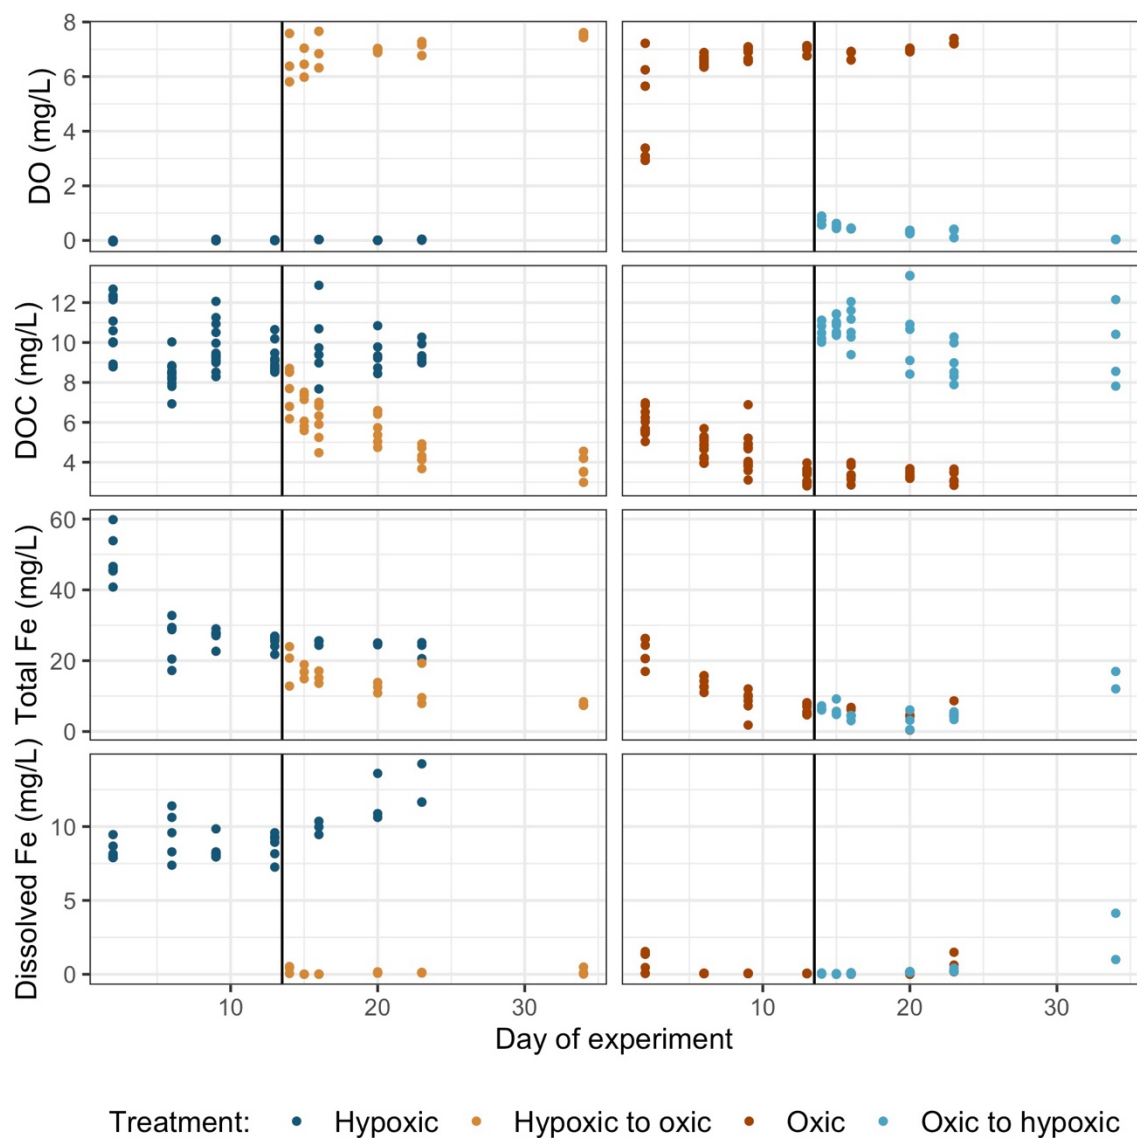 DO (mg/L)
8
6
4
2
0
DOC (mg/L)
12
10
8
6
4
Total Fe (mg/L)
60
40
20
0
Dissolved Fe (mg/L)
10
5
0
10 20 30 10 20 30
Day of experiment
Treatment: Hypoxic Hypoxic to oxic Oxic Oxic to hypoxic